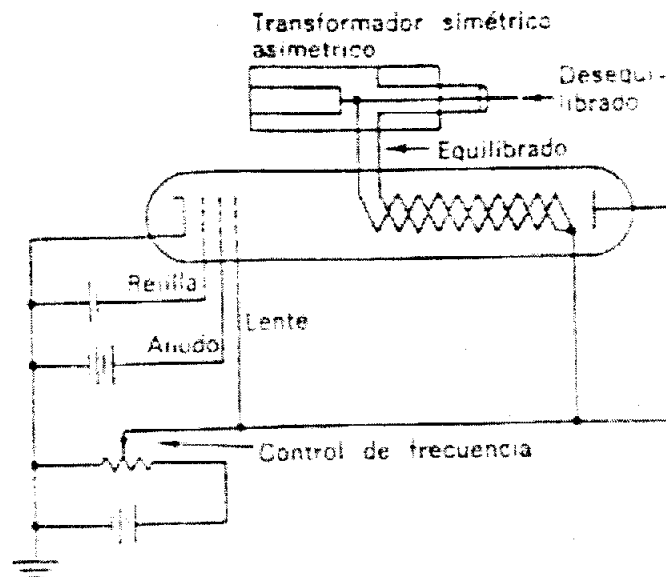 Transformador simétrico
asimetrico
Desequi-
librado
Equilibrado
Rejilla
Lente
Anodo
Control de frecuencia